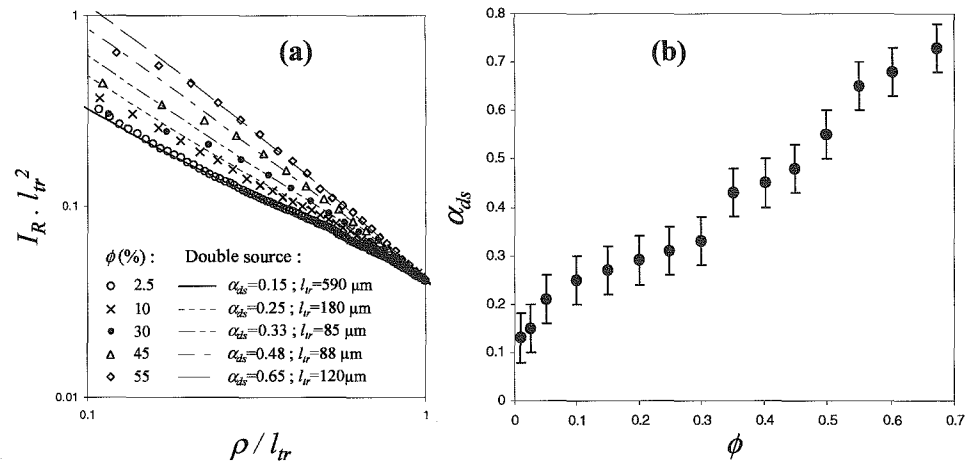 (a)
1
0.1
0.01
I_R · l_tr^2
ϕ (%) : Double source :
2.5 α_ds=0.15 ; l_tr=590 μm
10 α_ds=0.25 ; l_tr=180 μm
30 α_ds=0.33 ; l_tr=85 μm
45 α_ds=0.48 ; l_tr=88 μm
55 α_ds=0.65 ; l_tr=120μm
0.1 1
ρ / l_tr
(b)
0.8
0.7
0.6
0.5
0.4
0.3
0.2
0.1
0
α_ds
0 0.1 0.2 0.3 0.4 0.5 0.6 0.7
ϕ